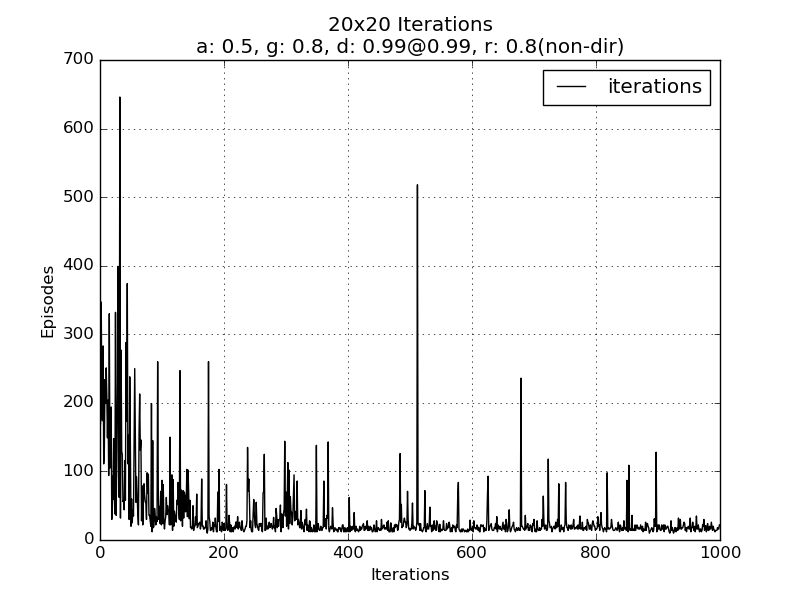 20x20 Iterations
a: 0.5, g: 0.8, d: 0.99@0.99, r: 0.8(non-dir)
iterations
700
600
500
400
300
200
100
0
Episodes
0 200 400 600 800 1000
Iterations